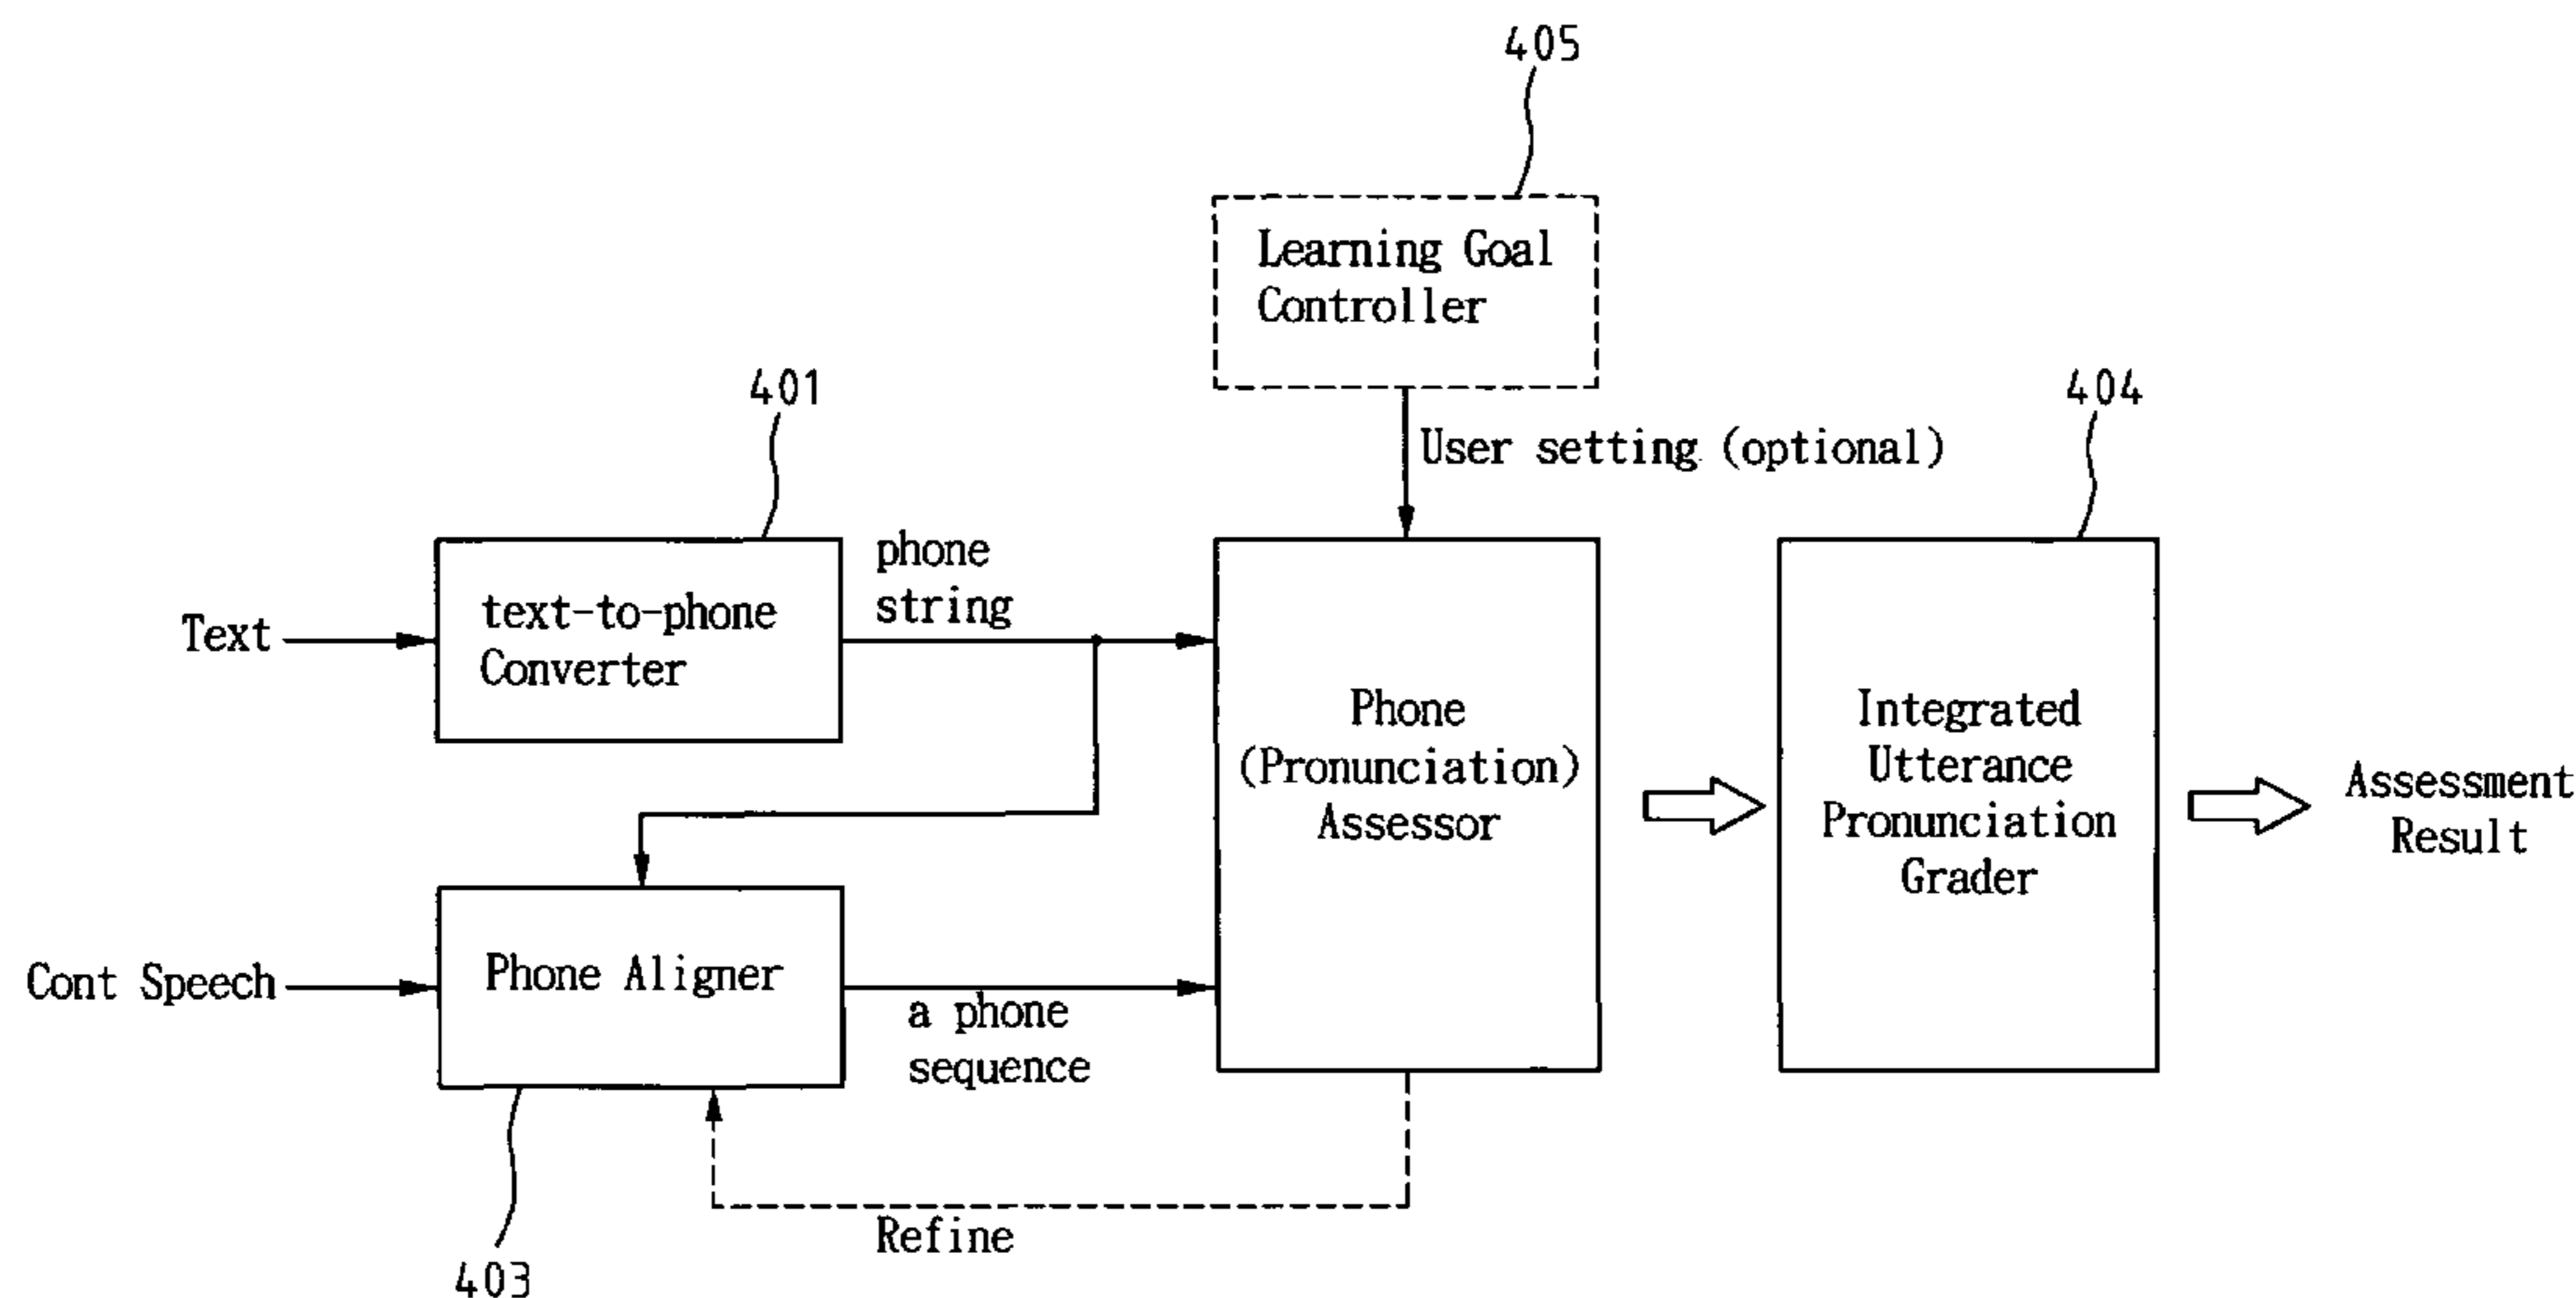 405
Learning Goal
Controller
401
404
User setting (optional)
phone
string
text-to-phone
Converter
Text
Phone
(Pronunciation)
Assessor
Integrated
Utterance
Pronunciation
Grader
Assessment
Result
Phone Aligner
Cont Speech
a phone
sequence
Refine
403